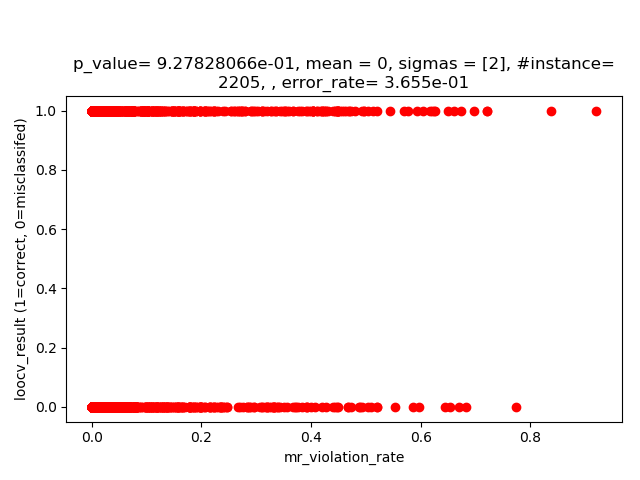 p_value= 9.27828066e-01, mean = 0, sigmas = [2], #instance=
2205, , error_rate= 3.655e-01
1.0
0.8
0.6
0.4
0.2
0.0
loocv_result (1=correct, 0=misclassifed)
0.0 0.2 0.4 0.6 0.8
mr_violation_rate